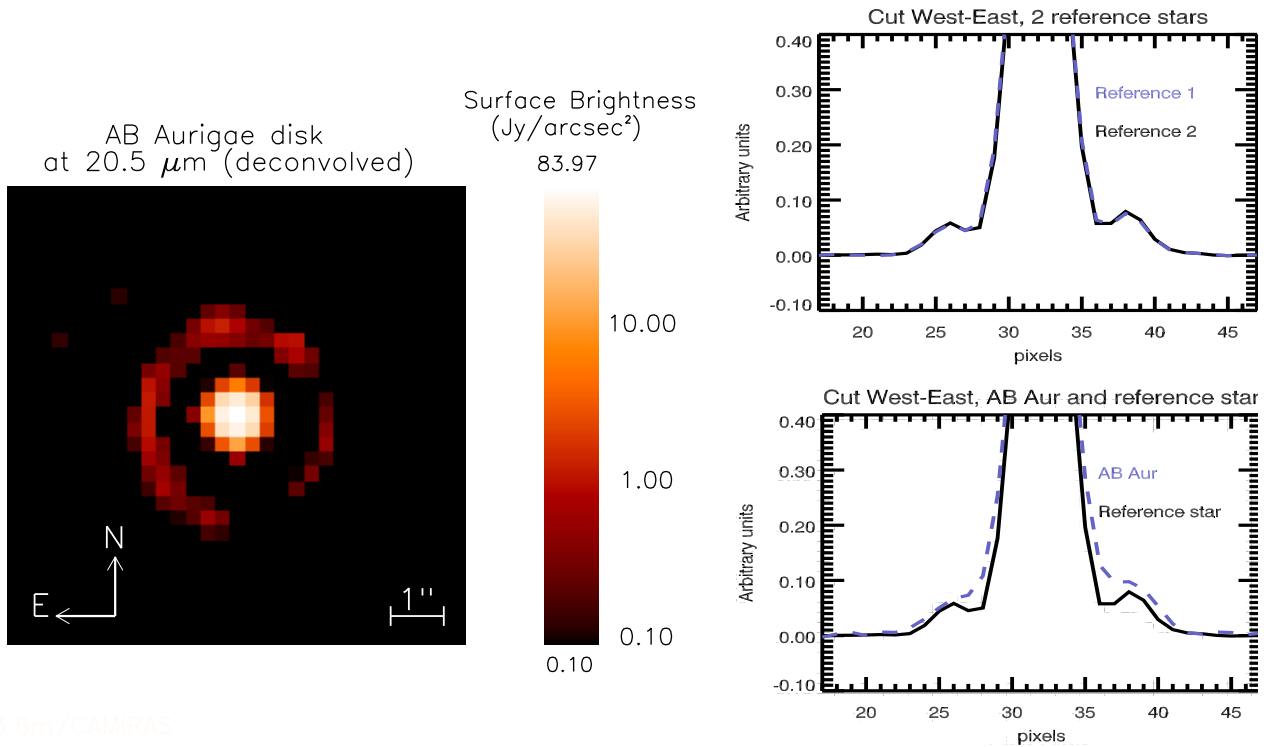 AB Aurigae disk
at 20.5 μm (deconvolved)
N
E
1"
Surface Brightness
(Jy/arcsec²)
83.97
10.00
1.00
0.10
0.10
Cut West-East, 2 reference stars
Arbitrary units
0.40
0.30
0.20
0.10
0.00
-0.10
Reference 1
Reference 2
20 25 30 35 40 45
pixels
Cut West-East, AB Aur and reference star
Arbitrary units
0.40
0.30
0.20
0.10
0.00
-0.10
AB Aur
Reference star
20 25 30 35 40 45
pixels